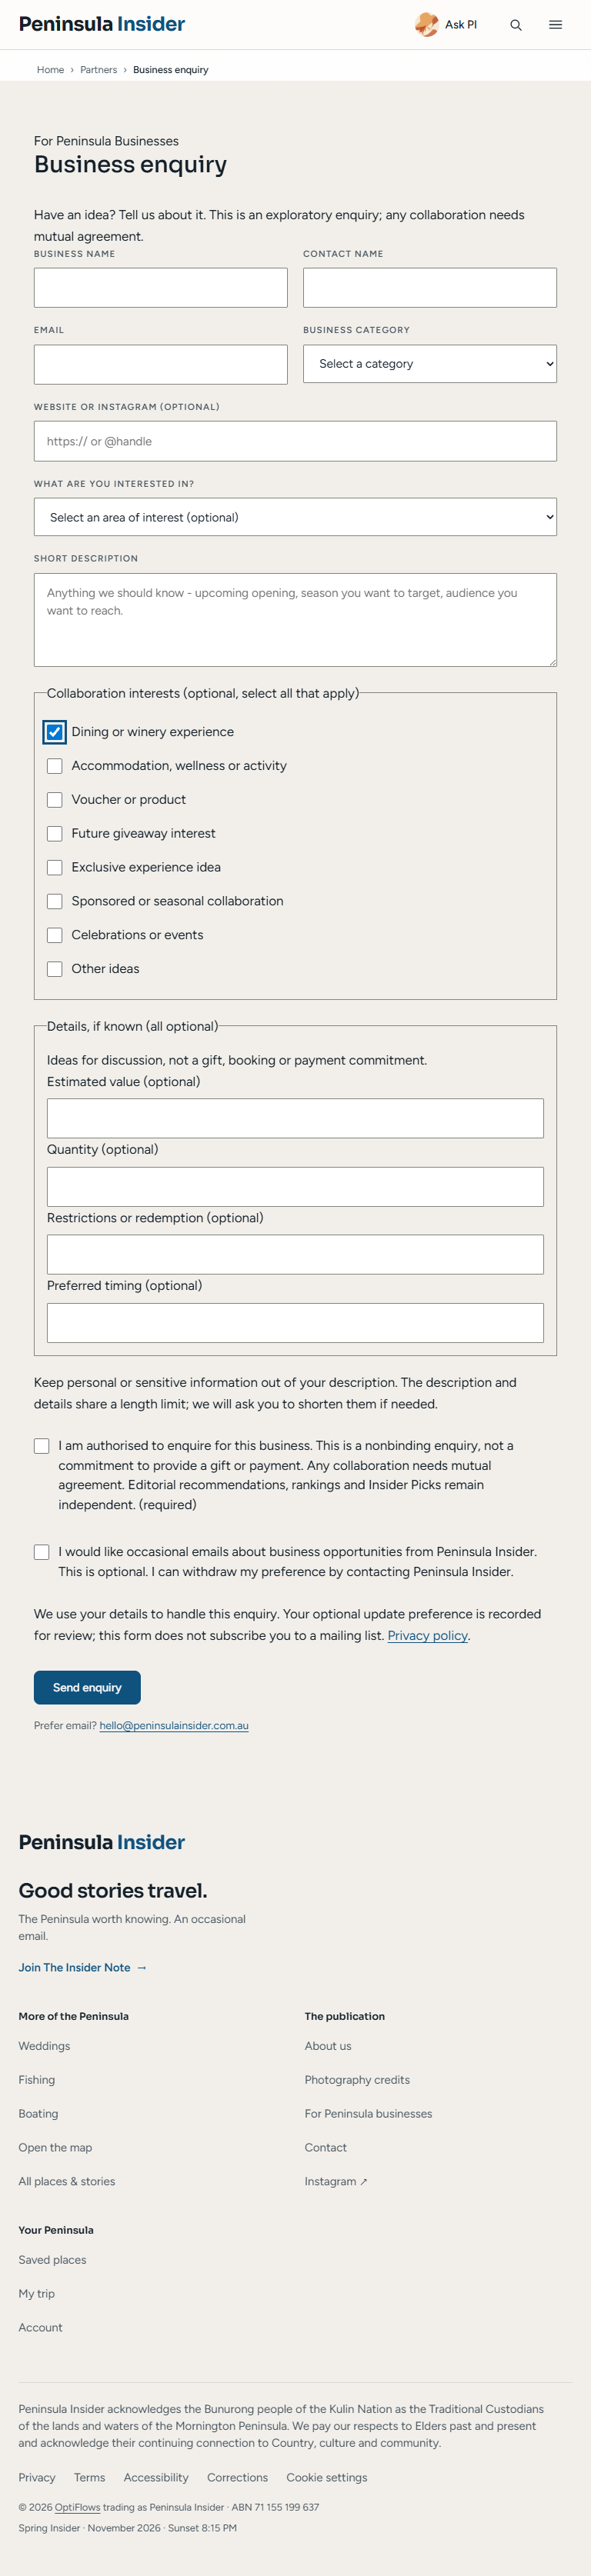 Peninsula Insider
Ask PI
Home › Partners › Business enquiry
For Peninsula Businesses
Business enquiry
Have an idea? Tell us about it. This is an exploratory enquiry; any collaboration needs
mutual agreement.
BUSINESS NAME
CONTACT NAME
EMAIL
BUSINESS CATEGORY
Select a category
WEBSITE OR INSTAGRAM (OPTIONAL)
https:// or @handle
WHAT ARE YOU INTERESTED IN?
Select an area of interest (optional)
SHORT DESCRIPTION
Anything we should know - upcoming opening, season you want to target, audience you
want to reach.
Collaboration interests (optional, select all that apply)
Dining or winery experience
Accommodation, wellness or activity
Voucher or product
Future giveaway interest
Exclusive experience idea
Sponsored or seasonal collaboration
Celebrations or events
Other ideas
Details, if known (all optional)
Ideas for discussion, not a gift, booking or payment commitment.
Estimated value (optional)
Quantity (optional)
Restrictions or redemption (optional)
Preferred timing (optional)
Keep personal or sensitive information out of your description. The description and
details share a length limit; we will ask you to shorten them if needed.
I am authorised to enquire for this business. This is a nonbinding enquiry, not a
commitment to provide a gift or payment. Any collaboration needs mutual
agreement. Editorial recommendations, rankings and Insider Picks remain
independent. (required)
I would like occasional emails about business opportunities from Peninsula Insider.
This is optional. I can withdraw my preference by contacting Peninsula Insider.
We use your details to handle this enquiry. Your optional update preference is recorded
for review; this form does not subscribe you to a mailing list. Privacy policy.
Send enquiry
Prefer email? hello@peninsulainsider.com.au
Peninsula Insider
Good stories travel.
The Peninsula worth knowing. An occasional
email.
Join The Insider Note →
More of the Peninsula
Weddings
Fishing
Boating
Open the map
All places & stories
The publication
About us
Photography credits
For Peninsula businesses
Contact
Instagram ↗
Your Peninsula
Saved places
My trip
Account
Peninsula Insider acknowledges the Bunurong people of the Kulin Nation as the Traditional Custodians
of the lands and waters of the Mornington Peninsula. We pay our respects to Elders past and present
and acknowledge their continuing connection to Country, culture and community.
Privacy Terms Accessibility Corrections Cookie settings
© 2026 OptiFlows trading as Peninsula Insider · ABN 71 155 199 637
Spring Insider · November 2026 · Sunset 8:15 PM